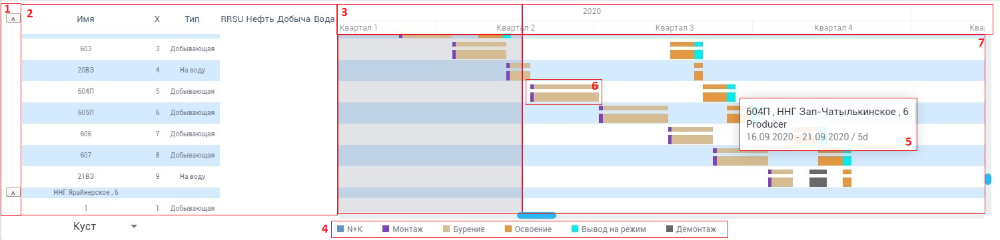 1
2
3
2020
˄
Имя X Тип RRSU Нефть Добыча Вода
Квартал 1 Квартал 2 Квартал 3 Квартал 4 Ква
7
603 3 Добывающая
20ВЗ 4 На воду
604П 5 Добывающая
6
605П 6 Добывающая
604П , ННГ Зап-Чатылькинское , 6
Producer
16.09.2020 - 21.09.2020 / 5d
5
606 7 Добывающая
607 8 Добывающая
21ВЗ 9 На воду
˄ ННГ Ярайнерское , 6
1 1 Добывающая
Куст
4 N+K Монтаж Бурение Освоение Вывод на режим Демонтаж